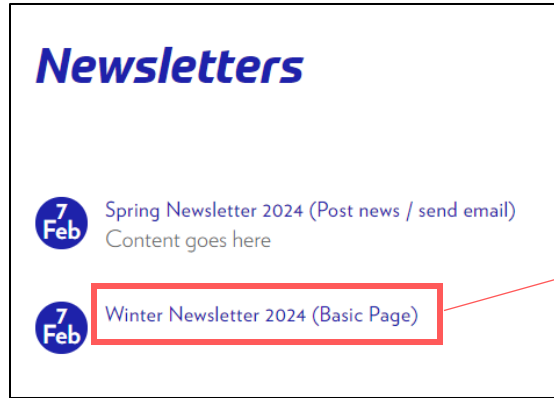 Newsletters
7
Feb
Spring Newsletter 2024 (Post news / send email)
Content goes here
7
Feb
Winter Newsletter 2024 (Basic Page)